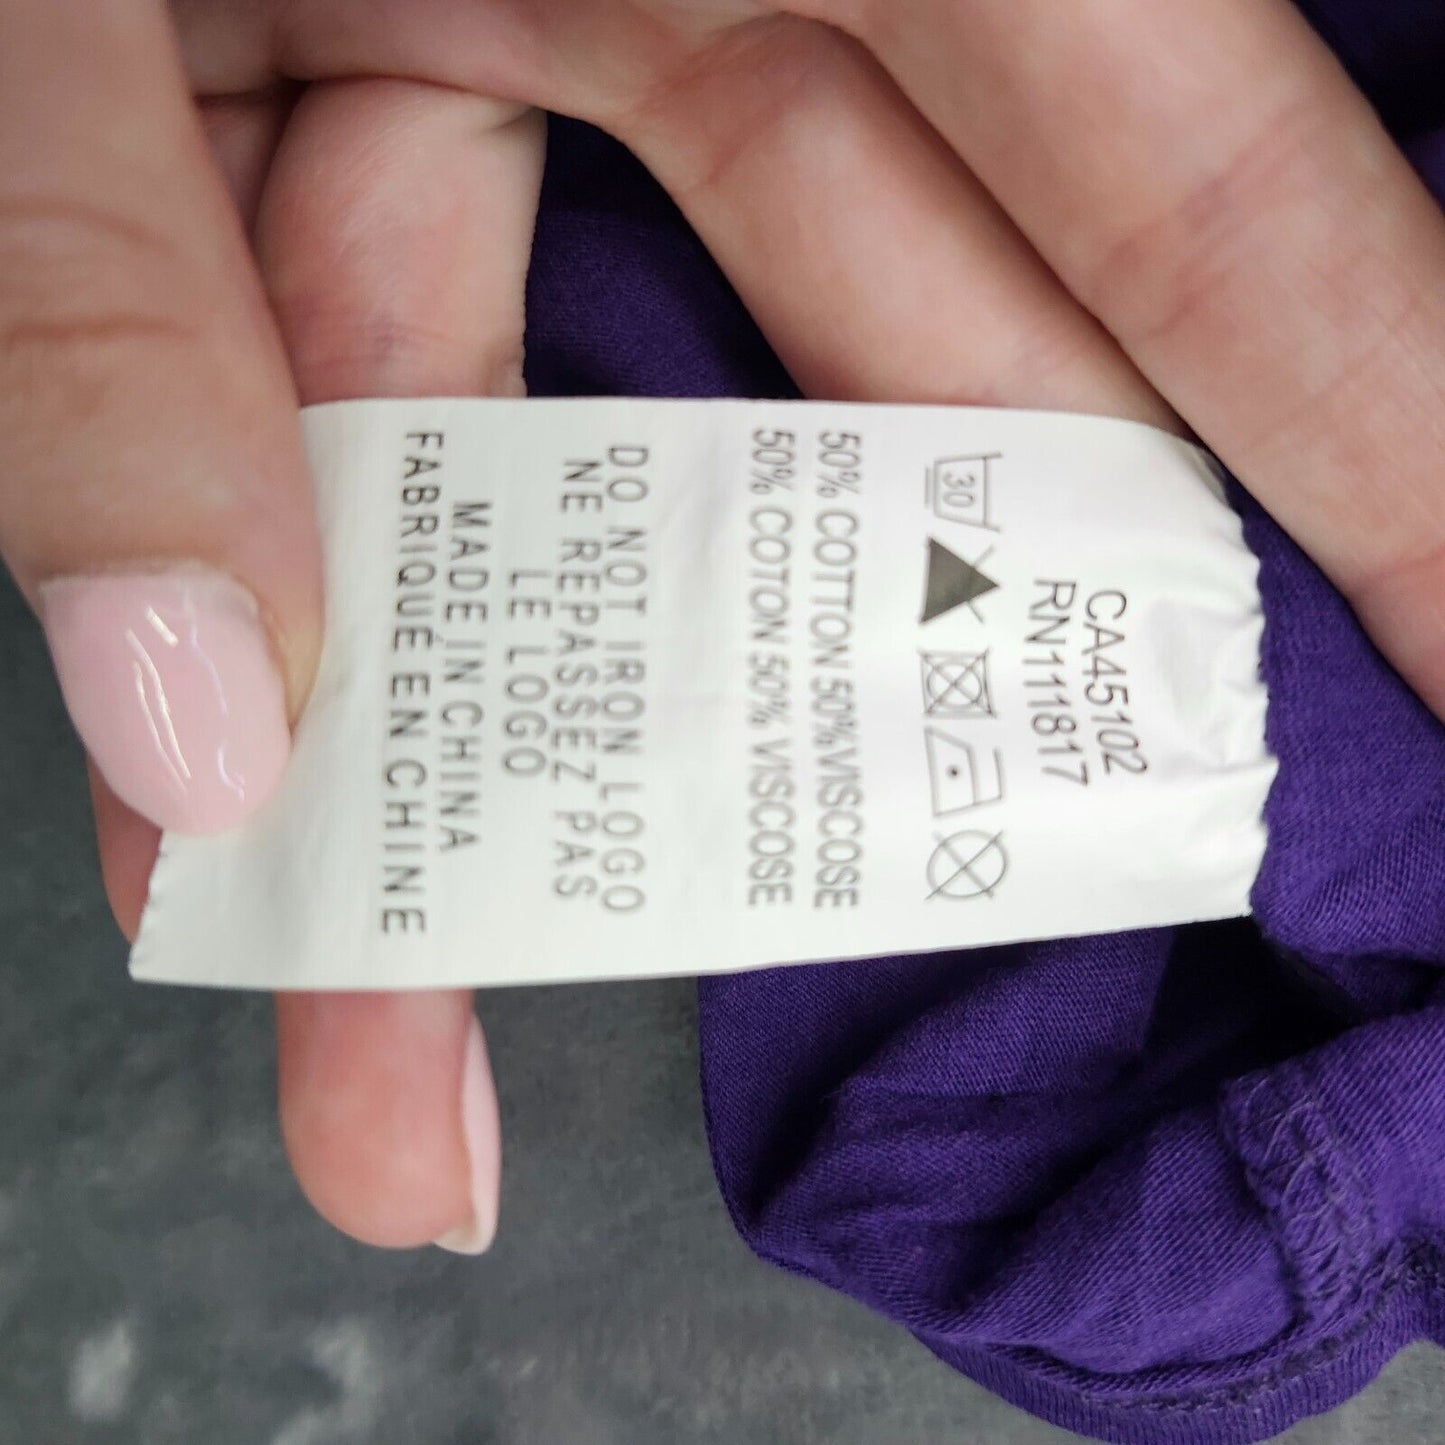 CA45102
RN111817
30
50% COTTON 50%VISCOSE
50% COTON 50% VISCOSE
DO NOT IRON LOGO
NE REPASSEZ PAS
LE LOGO
MADE IN CHINA
FABRIQUÉ EN CHINE